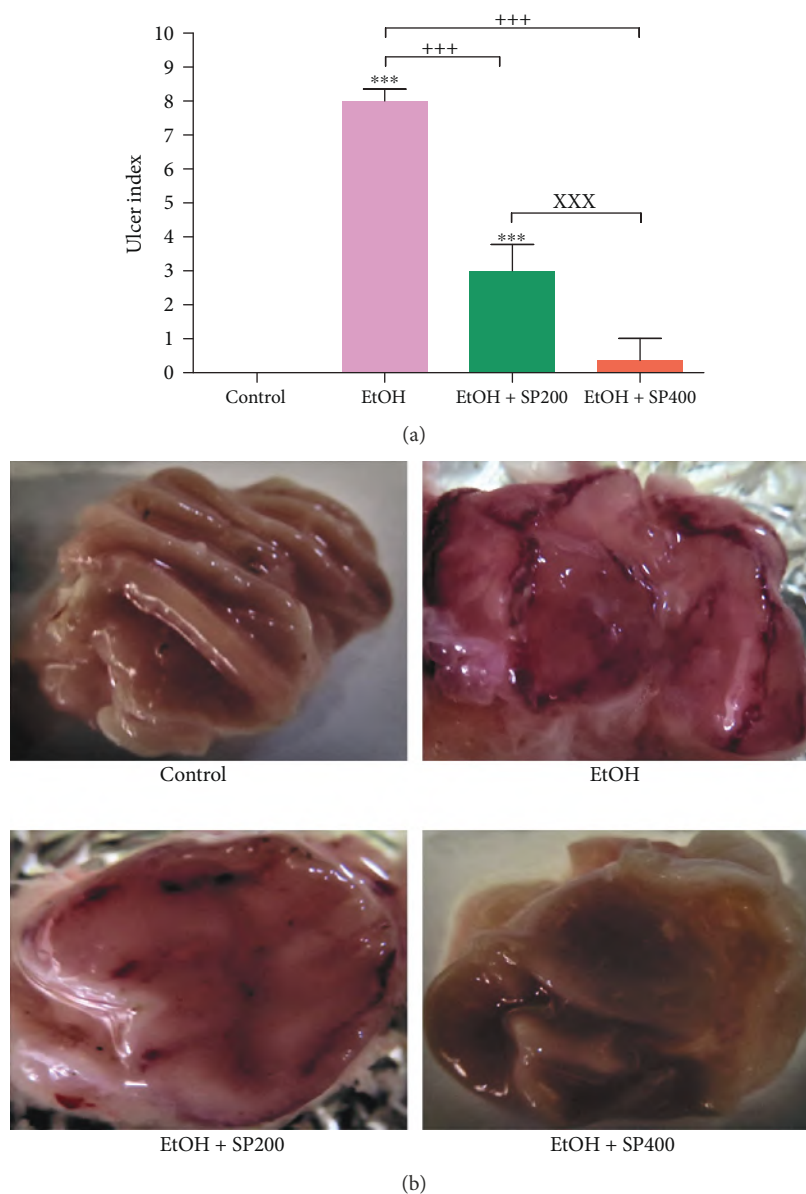 +++
+++
***
XXX
***
10
9
8
7
6
5
4
3
2
1
0
Ulcer index
Control EtOH EtOH + SP200 EtOH + SP400
(a)
Control EtOH
EtOH + SP200 EtOH + SP400
(b)